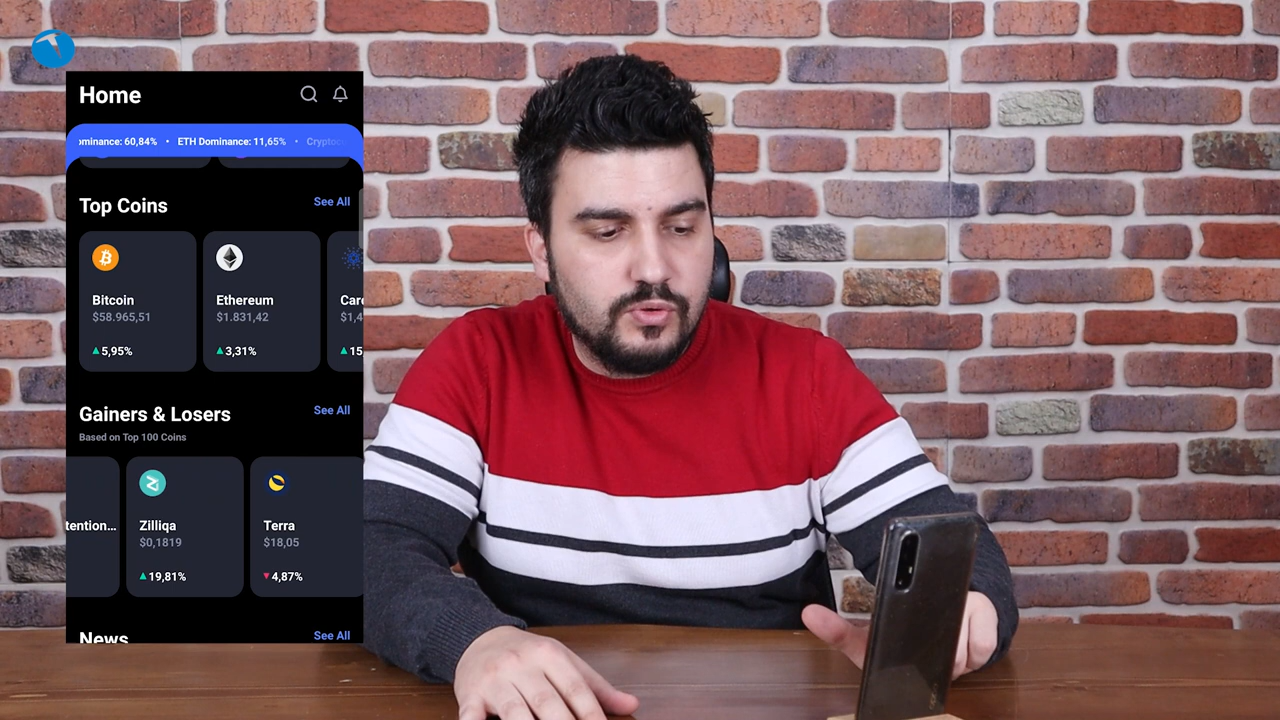 Home
ominance: 60,84% • ETH Dominance: 11,65% • Cryptoc
Top Coins
See All
Bitcoin
$58.965,51
5,95%
Ethereum
$1.831,42
3,31%
Car
$1,4
15
Gainers & Losers
See All
Based on Top 100 Coins
tention...
Zilliqa
$0,1819
19,81%
Terra
$18,05
4,87%
News
See All
oppo